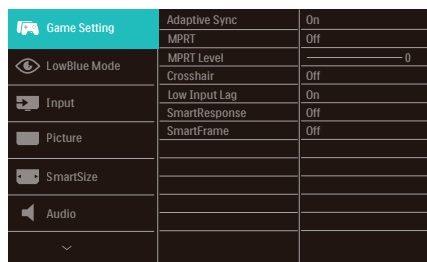 Game Setting
LowBlue Mode
Input
Picture
SmartSize
Audio
Adaptive Sync On
MPRT Off
MPRT Level 0
Crosshair Off
Low Input Lag On
SmartResponse Off
SmartFrame Off